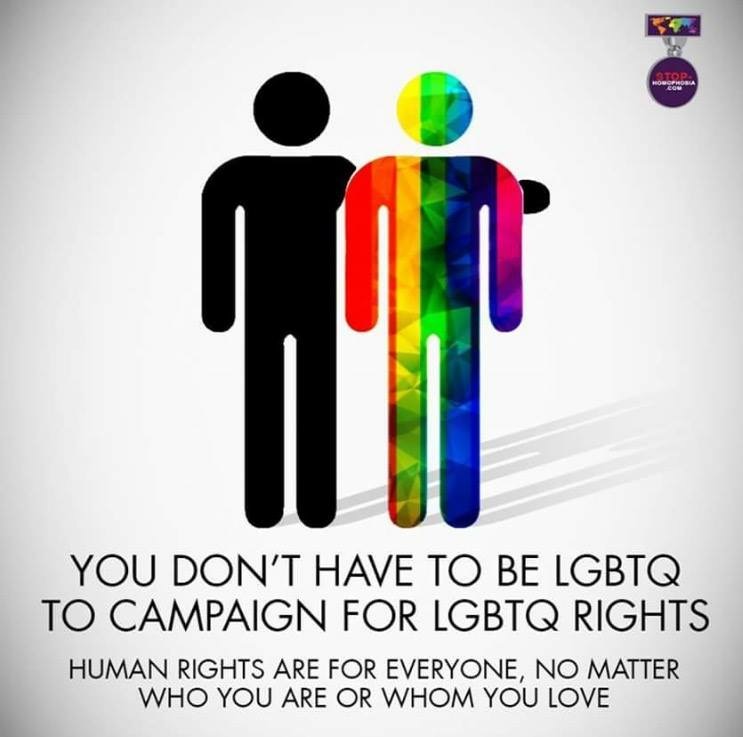 STOP-
HOMOPHOBIA
.COM
YOU DON'T HAVE TO BE LGBTQ
TO CAMPAIGN FOR LGBTQ RIGHTS
HUMAN RIGHTS ARE FOR EVERYONE, NO MATTER
WHO YOU ARE OR WHOM YOU LOVE